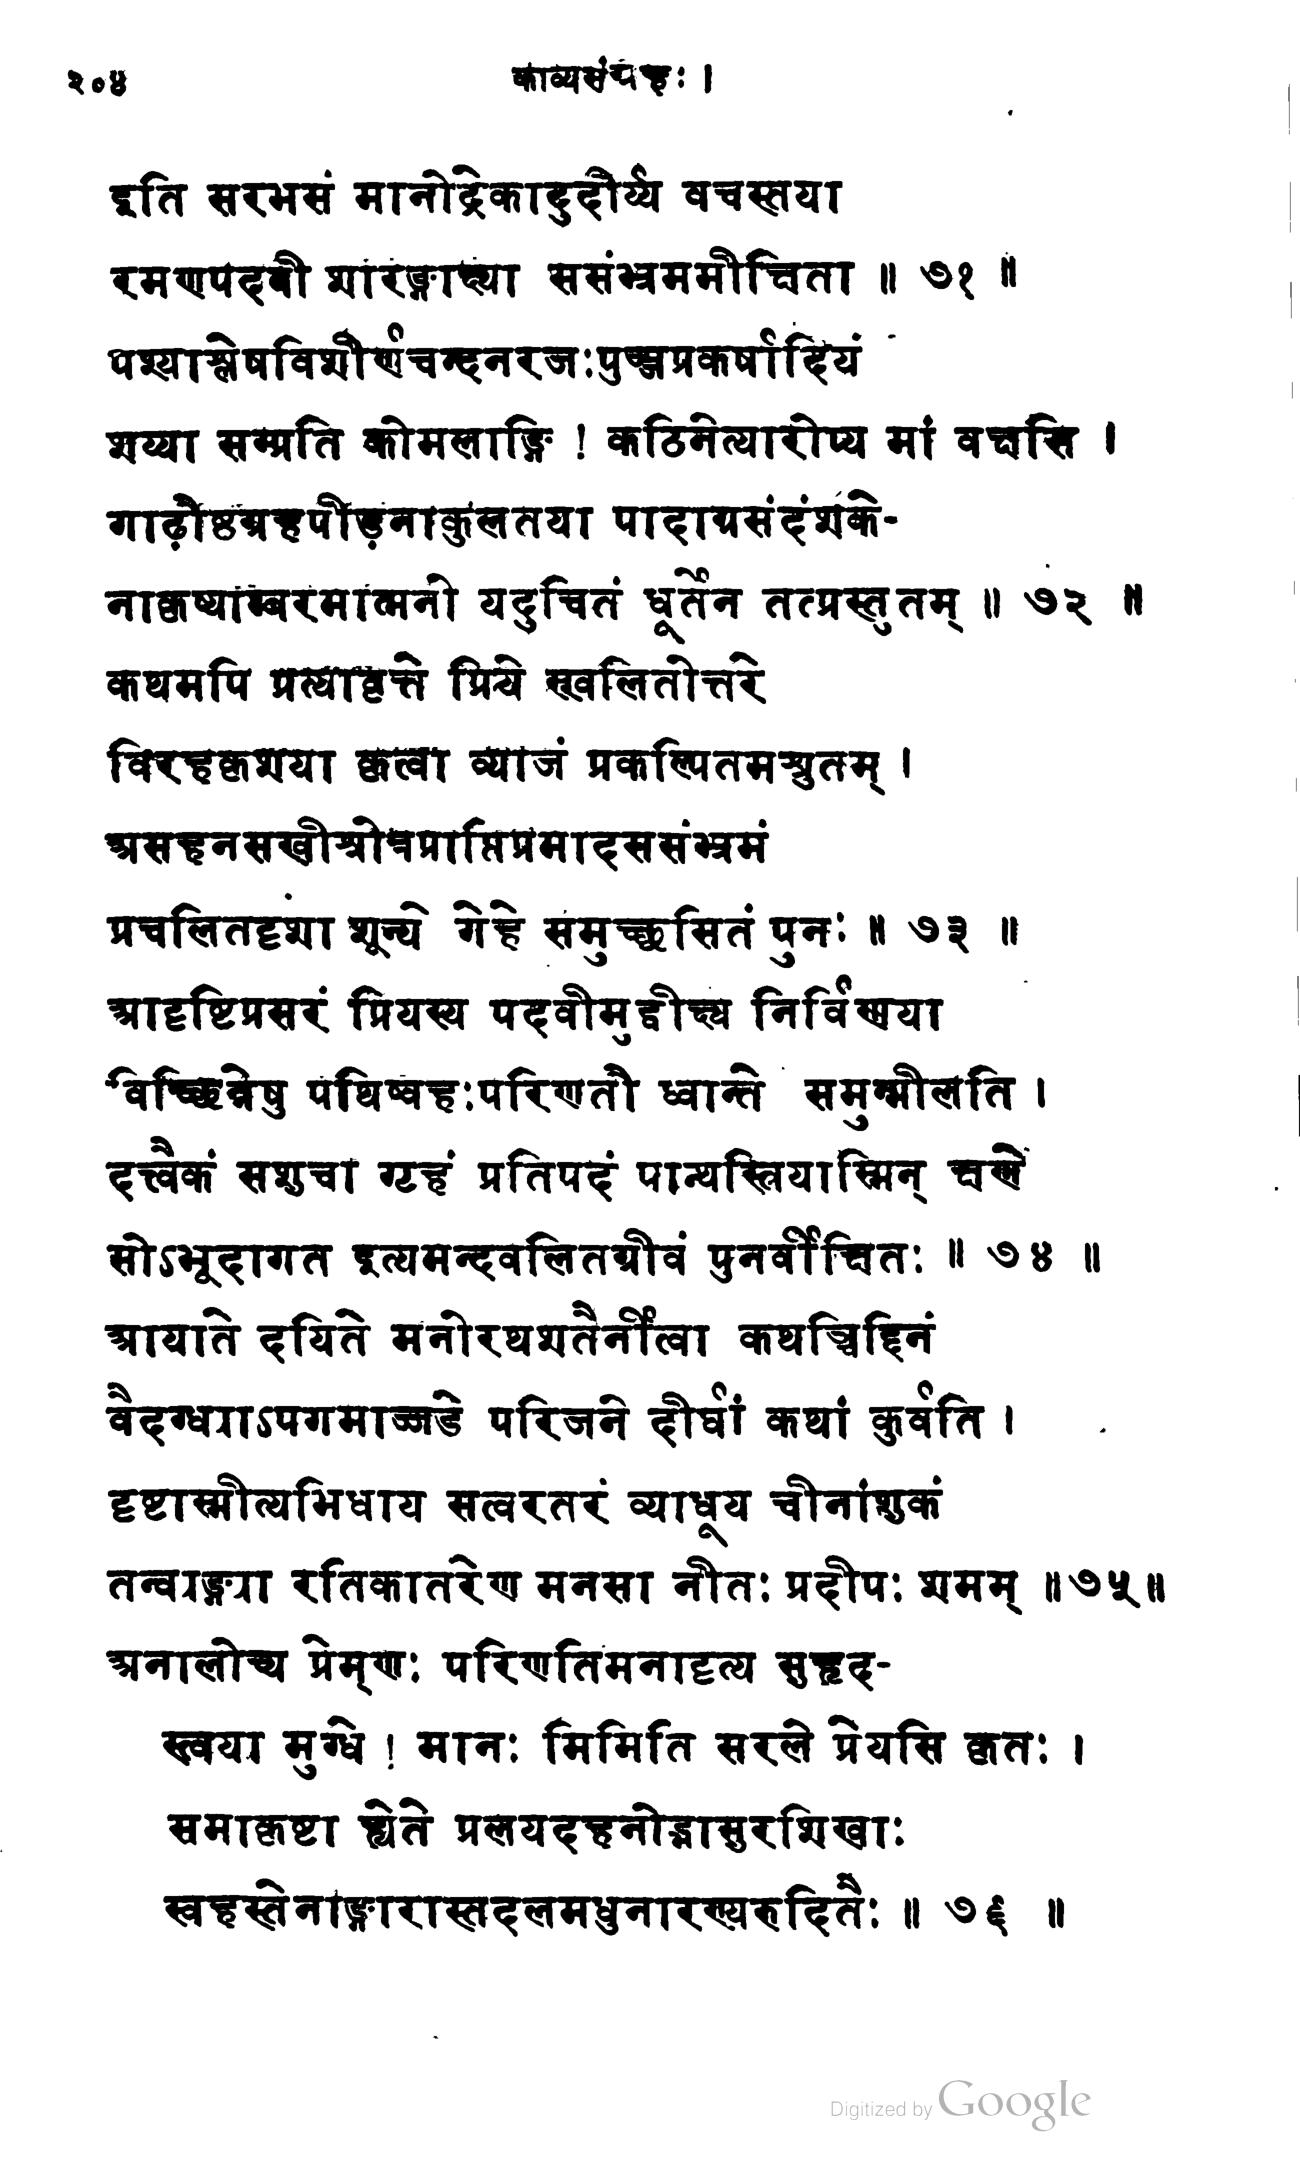 २०४ काव्यसंग्रहः ।
इति सरभसं मानोद्रेकादुदीर्य्य वचस्तया
रमणपदवी शारङ्गाक्ष्या ससंभ्रममीक्षिता ॥ ७१ ॥
पश्याश्लेषविशीर्णचन्दनरजःपुञ्जप्रकर्षादियं
शय्या सम्प्रति कोमलाङ्गि ! कठिनेत्यारोप्य मां वक्षसि ।
गाढ़ोष्ठग्रहपीड़नाकुलतया पादाग्रसंदंशके-
नाकृष्याम्बरमात्मनो यदुचितं धूर्तेन तत्प्रस्तुतम् ॥ ७२ ॥
कथमपि प्रत्यावृत्ते प्रिये स्खलितोत्तरे
विरहकृशया कृत्वा व्याजं प्रकल्पितमश्रुतम् ।
असहनसखीश्रोत्रप्राप्तिप्रमादससंभ्रमं
प्रचलितदृशा शून्ये गेहे समुच्छ्वसितं पुनः ॥ ७३ ॥
आदृष्टिप्रसरं प्रियस्य पदवीमुद्वीक्ष्य निर्विण्णया
विच्छिन्नेषु पथिष्वहःपरिणतौ ध्वान्ते समुन्मीलति ।
दत्त्वैकं सशुचा गृहं प्रतिपदं पान्थस्त्रियास्मिन् क्षणे
सोऽभूदागत इत्यमन्दवलितग्रीवं पुनर्वीक्षितः ॥ ७४ ॥
आयाते दयिते मनोरथशतैर्नीत्वा कथञ्चिद्दिनं
वैदग्ध्याऽपगमाज्जडे परिजने दीर्घां कथां कुर्वति ।
दृष्टास्मीत्यभिधाय सत्वरतरं व्याधूय चीनांशुकं
तन्वाङ्ग्या रतिकातरेण मनसा नीतः प्रदीपः शमम् ॥७५॥
अनालोच्य प्रेम्णः परिणतिमनादृत्य सुहृद-
स्त्वया मुग्धे ! मानः मिमिति सरले प्रेयसि कृतः ।
समाकृष्टा ह्येते प्रलयदहनोद्भासुरशिखाः
स्वहस्तेनाङ्गारास्तदलमधुनारण्यरुदितैः ॥ ७६ ॥
Digitized by Google